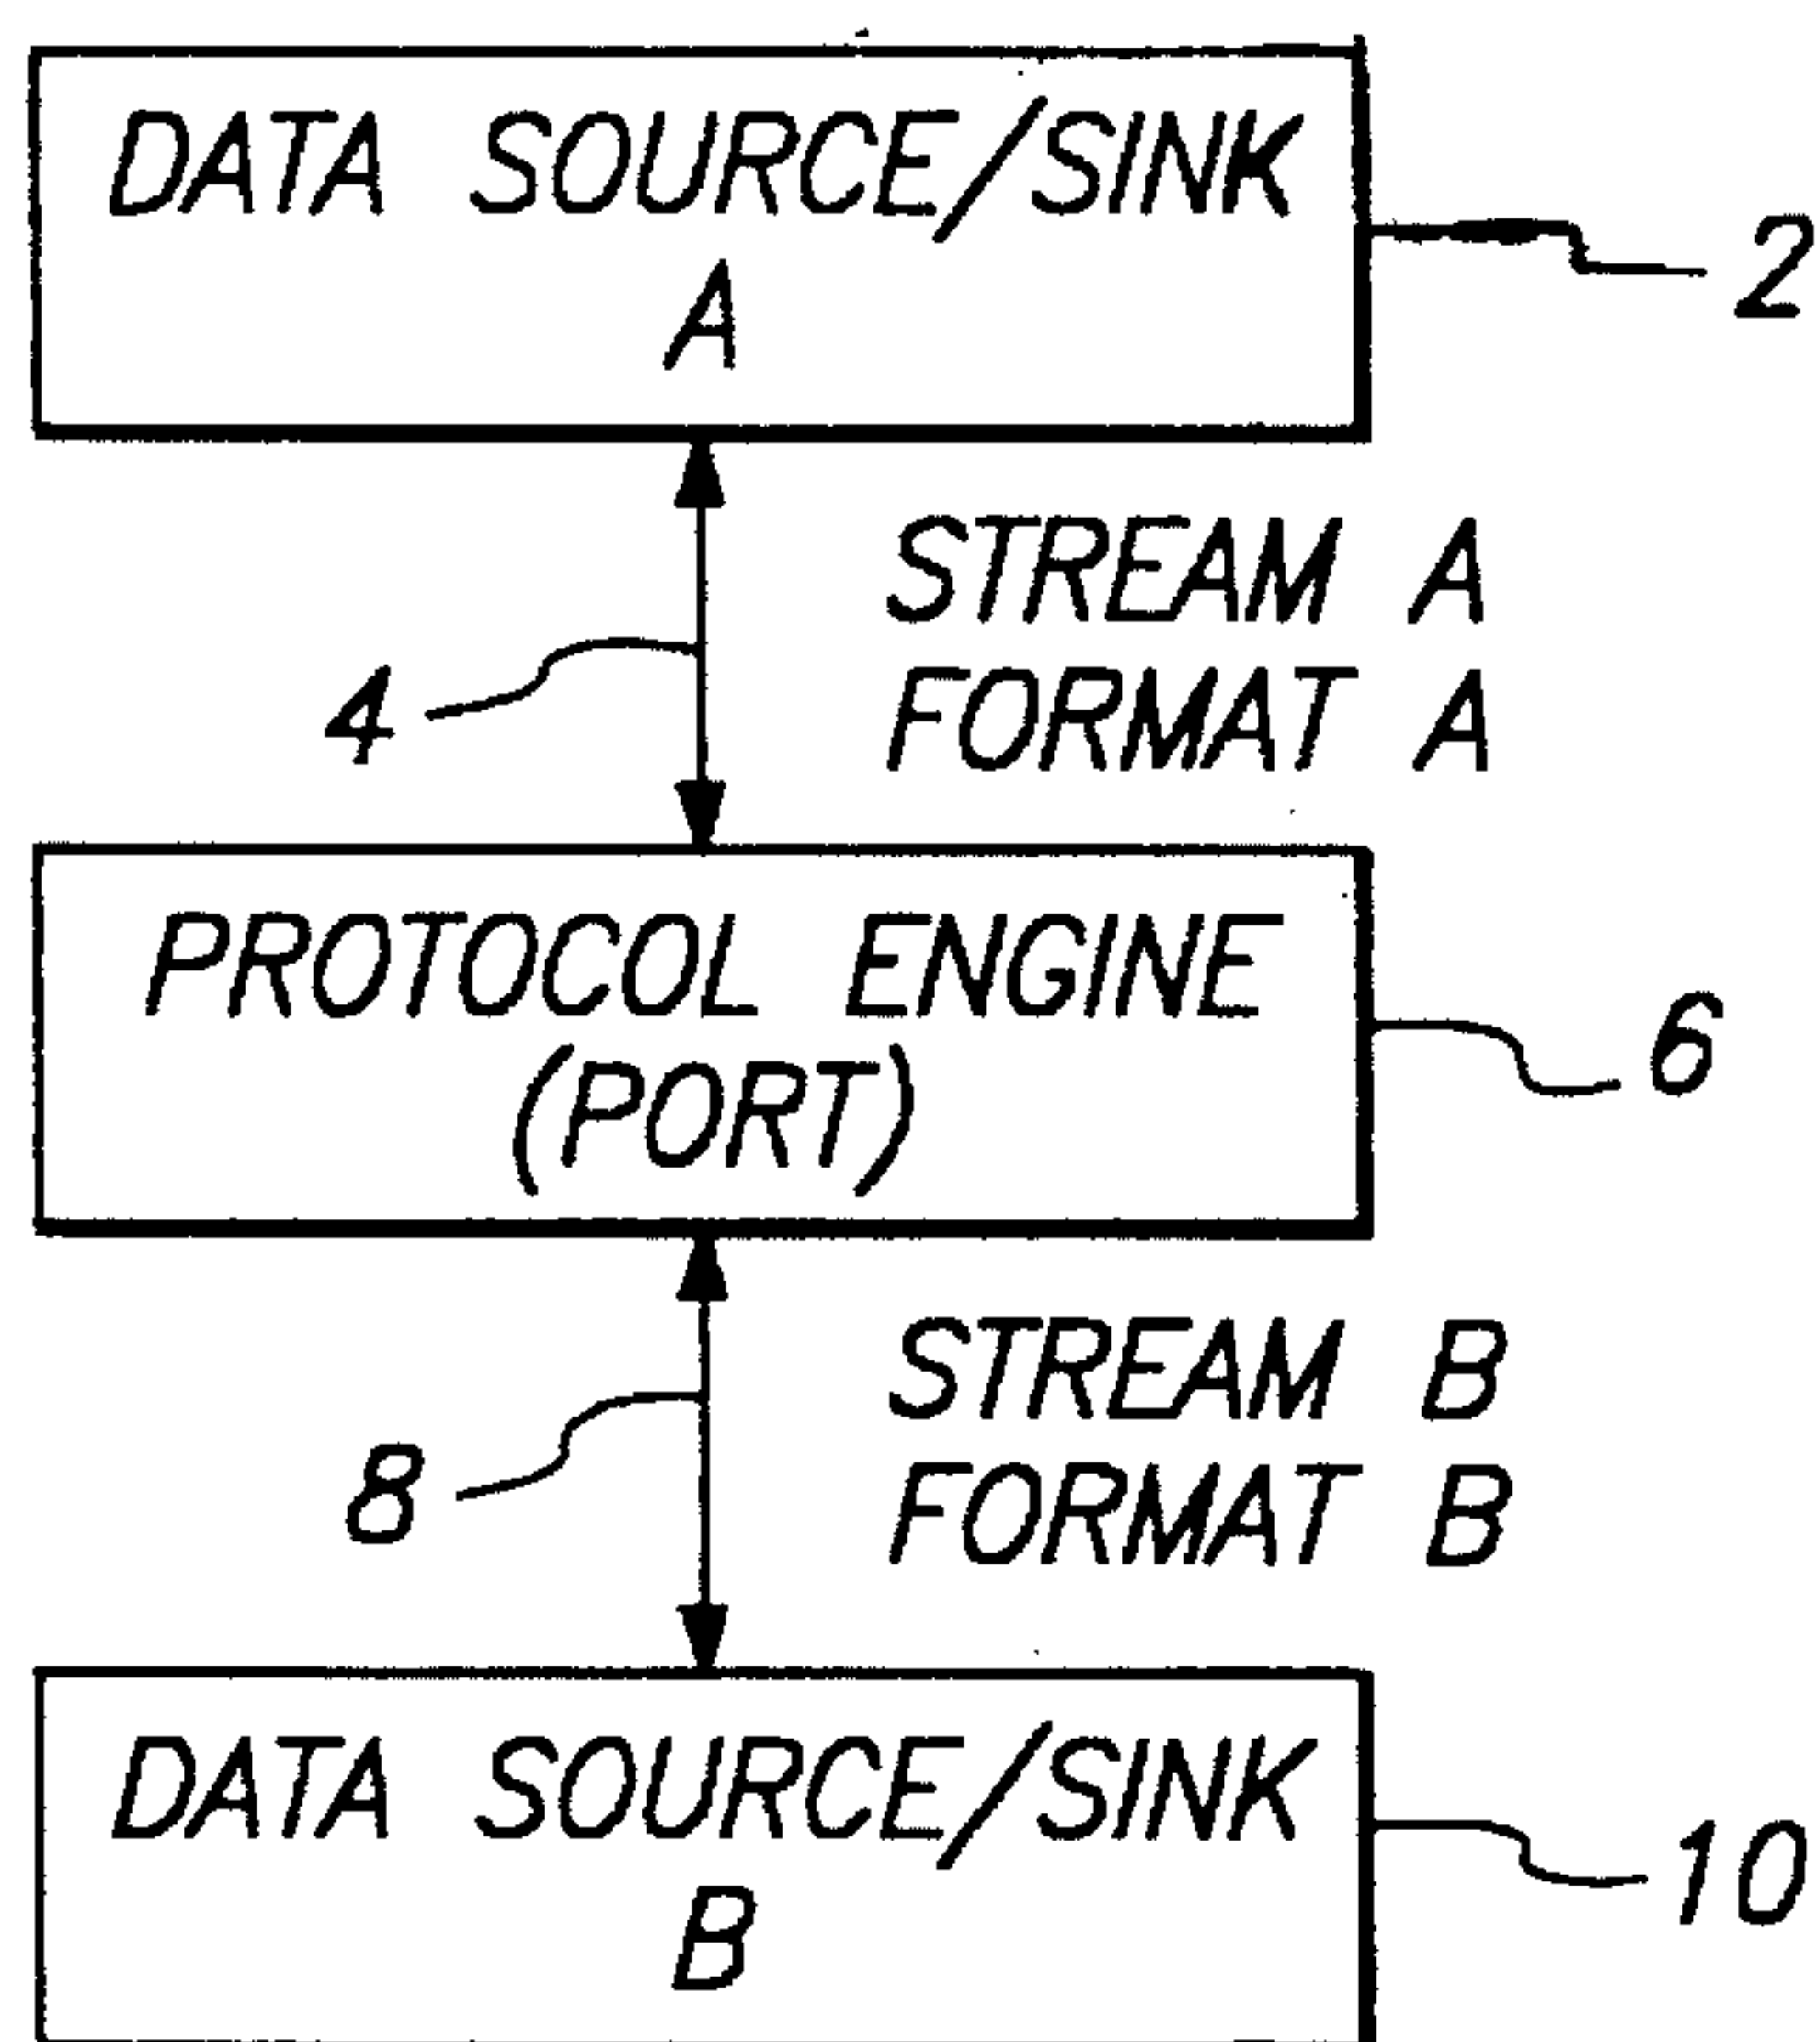 DATA SOURCE/SINK
A
2
STREAM A
FORMAT A
4
PROTOCOL ENGINE
(PORT)
6
STREAM B
FORMAT B
8
DATA SOURCE/SINK
B
10